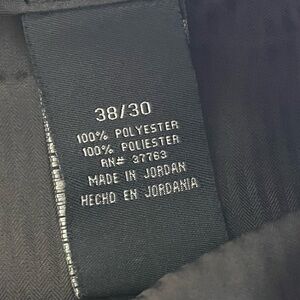 38/30
100% POLYESTER
100% POLIESTER
RN# 37763
MADE IN JORDAN
HECHO EN JORDANIA